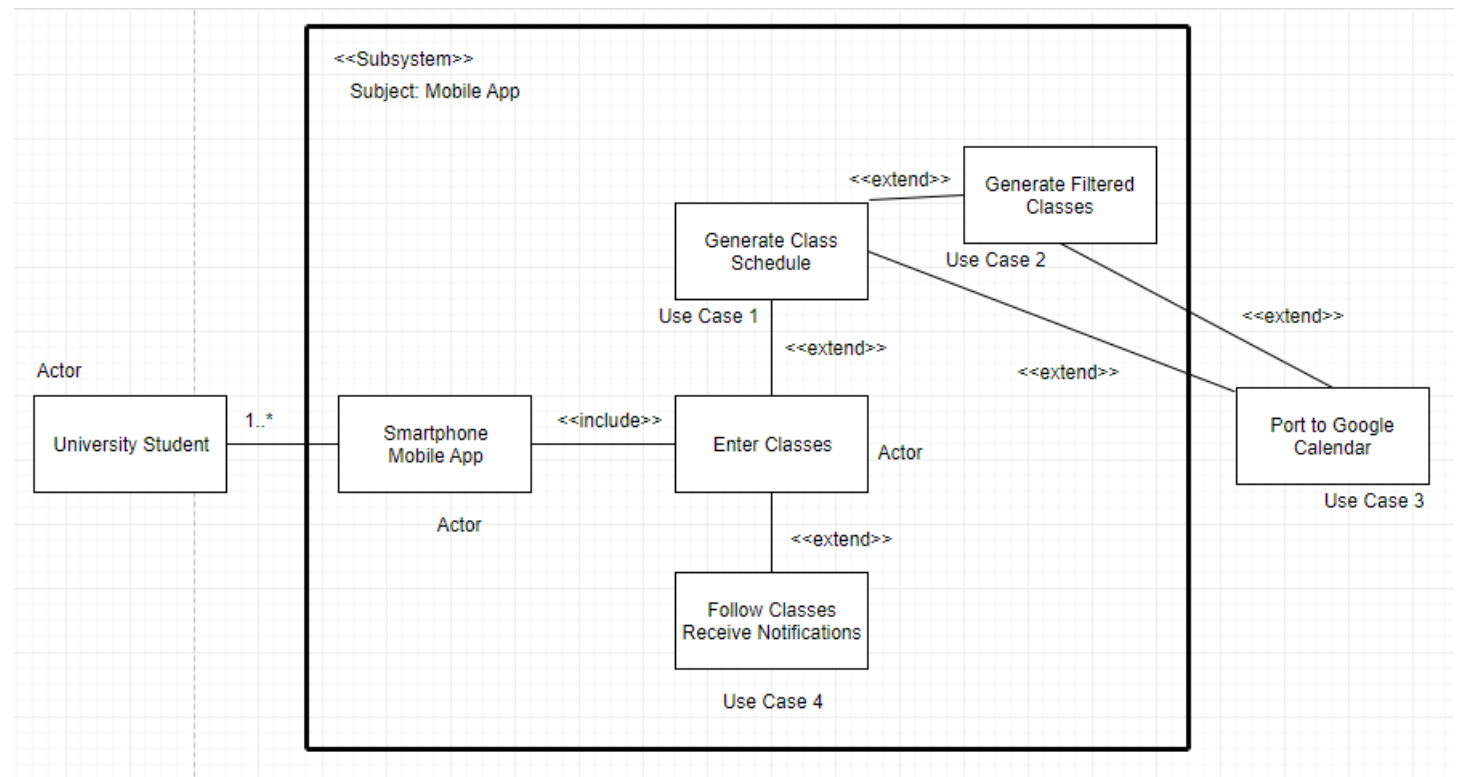 <<Subsystem>>
Subject: Mobile App
<<extend>>
Generate Filtered
Classes
Use Case 2
Generate Class
Schedule
Use Case 1
<<extend>>
<<extend>>
<<extend>>
Actor
University Student
1..*
Smartphone
Mobile App
Actor
<<include>>
Enter Classes
Actor
Port to Google
Calendar
Use Case 3
<<extend>>
Follow Classes
Receive Notifications
Use Case 4